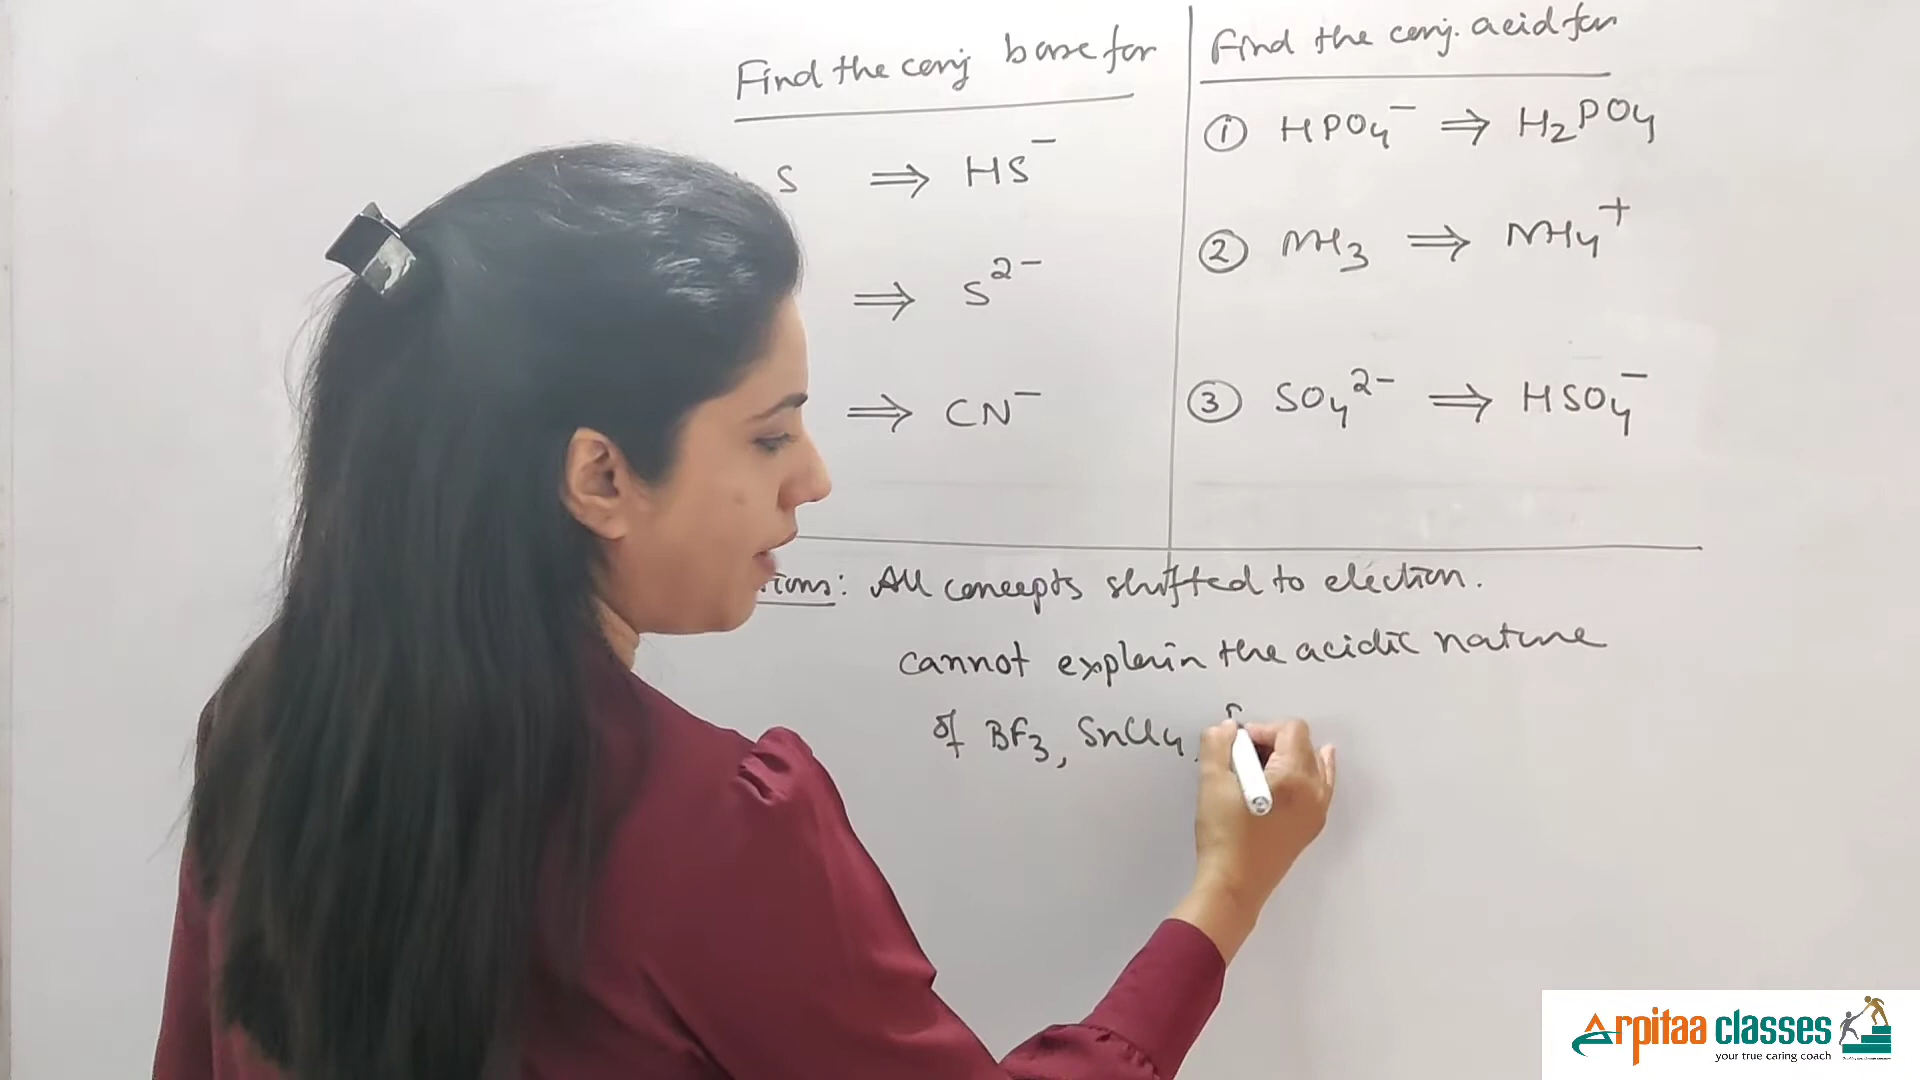 Find the conj base for
S ⇒ HS⁻
⇒ S²⁻
⇒ CN⁻
Find the conj. acid for
① HPO₄⁻ ⇒ H₂PO₄
② NH₃ ⇒ NH₄⁺
③ SO₄²⁻ ⇒ HSO₄⁻
tions: All concepts shifted to election.
cannot explain the acidic nature
of BF₃, SnCl₄,
Arpitaa classes
your true caring coach